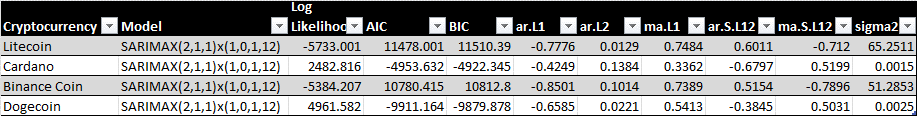 Log
Cryptocurrency Model Likelihoo AIC BIC ar.L1 ar.L2 ma.L1 ar.S.L12 ma.S.L12 sigma2
Litecoin SARIMAX(2,1,1)x(1,0,1,12) -5733.001 11478.001 11510.39 -0.7776 0.0129 0.7484 0.6011 -0.712 65.2511
Cardano SARIMAX(2,1,1)x(1,0,1,12) 2482.816 -4953.632 -4922.345 -0.4249 0.1384 0.3362 -0.6797 0.5199 0.0015
Binance Coin SARIMAX(2,1,1)x(1,0,1,12) -5384.207 10780.415 10812.8 -0.8501 0.1014 0.7389 0.5154 -0.7896 51.2853
Dogecoin SARIMAX(2,1,1)x(1,0,1,12) 4961.582 -9911.164 -9879.878 -0.6585 0.0221 0.5413 -0.3845 0.5031 0.0025